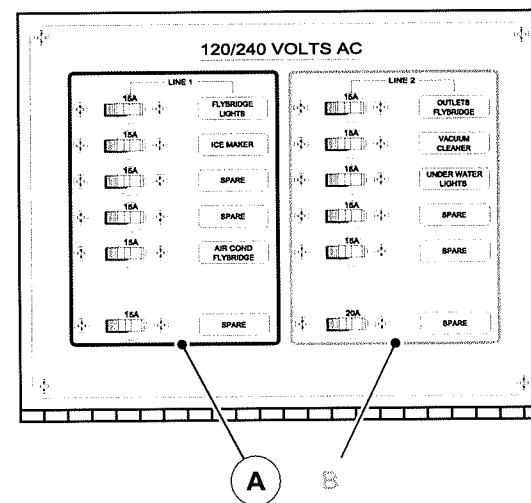 120/240 VOLTS AC
LINE 1
15A
FLYBRIDGE
LIGHTS
15A
ICE MAKER
15A
SPARE
15A
SPARE
15A
AIR COND
FLYBRIDGE
15A
SPARE
LINE 2
15A
OUTLETS
FLYBRIDGE
15A
VACUUM
CLEANER
15A
UNDER WATER
LIGHTS
15A
SPARE
15A
SPARE
20A
SPARE
A
B